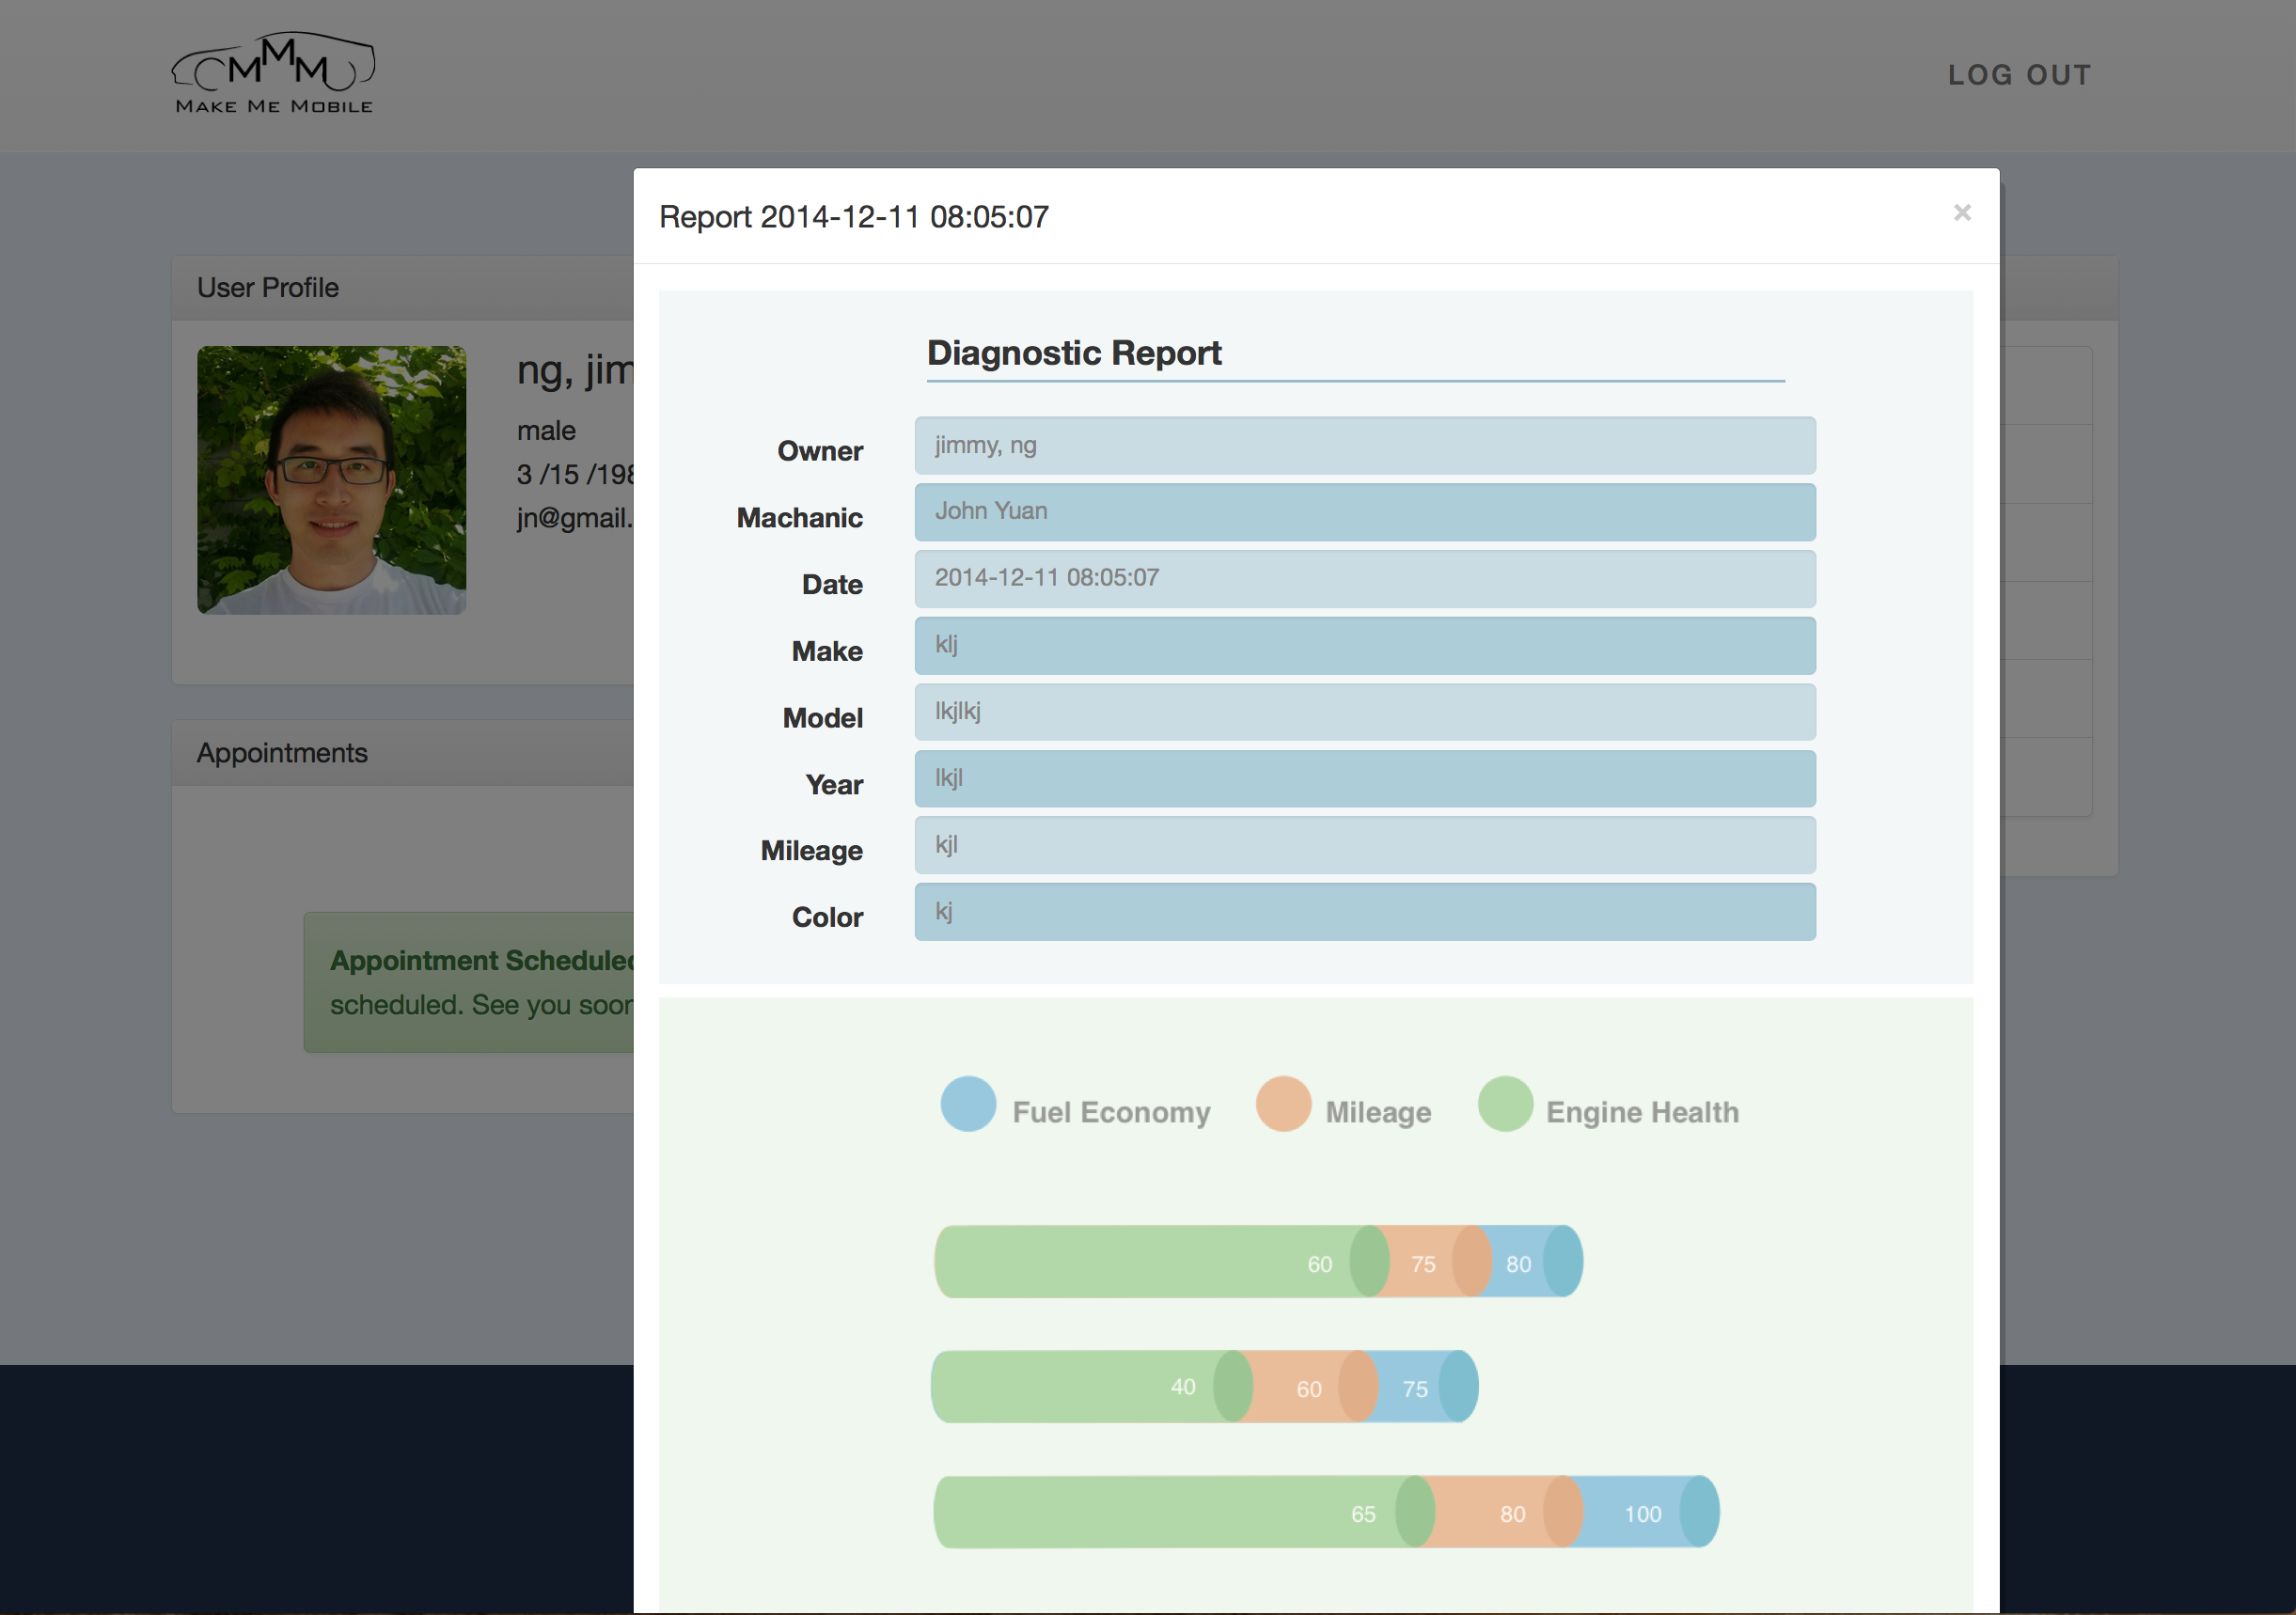 MMM
MAKE ME MOBILE
LOG OUT
Report 2014-12-11 08:05:07
×
User Profile
ng, jim
male
3 /15 /198
jn@gmail.
Appointments
Appointment Scheduled
scheduled. See you soon
Diagnostic Report
Owner jimmy, ng
Machanic John Yuan
Date 2014-12-11 08:05:07
Make klj
Model lkjlkj
Year lkjl
Mileage kjl
Color kj
Fuel Economy Mileage Engine Health
60 75 80
40 60 75
65 80 100